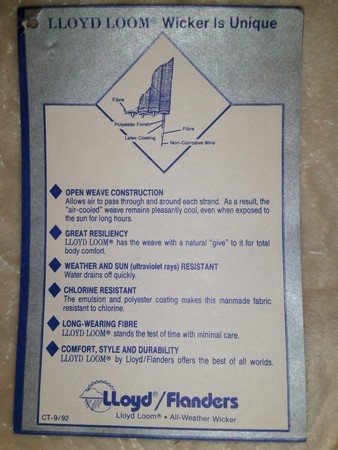 LLOYD LOOM® Wicker Is Unique
Fibre
Polyester Finish
Latex Coating
Fibre
Non-Corrosive Wire
OPEN WEAVE CONSTRUCTION
Allows air to pass through and around each strand. As a result, the
"air-cooled" weave remains pleasantly cool, even when exposed to
the sun for long hours.
GREAT RESILIENCY
LLOYD LOOM® has the weave with a natural "give" to it for total
body comfort.
WEATHER AND SUN (ultraviolet rays) RESISTANT
Water drains off quickly.
CHLORINE RESISTANT
The emulsion and polyester coating makes this manmade fabric
resistant to chlorine.
LONG-WEARING FIBRE
LLOYD LOOM® stands the test of time with minimal care.
COMFORT, STYLE AND DURABILITY
LLOYD LOOM® by Lloyd/Flanders offers the best of all worlds.
LLoyd®/Flanders
Lloyd Loom® • All-Weather Wicker
CT-9/92